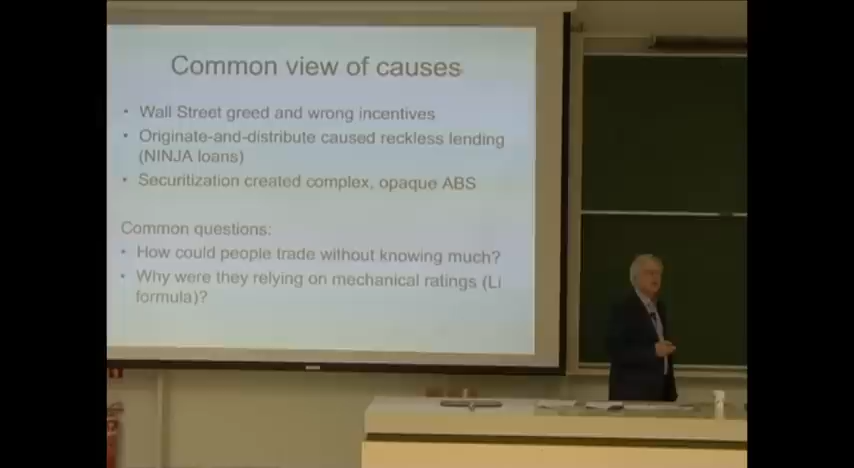 Common view of causes
• Wall Street greed and wrong incentives
• Originate-and-distribute caused reckless lending
(NINJA loans)
• Securitization created complex, opaque ABS
Common questions:
• How could people trade without knowing much?
• Why were they relying on mechanical ratings (Li
formula)?